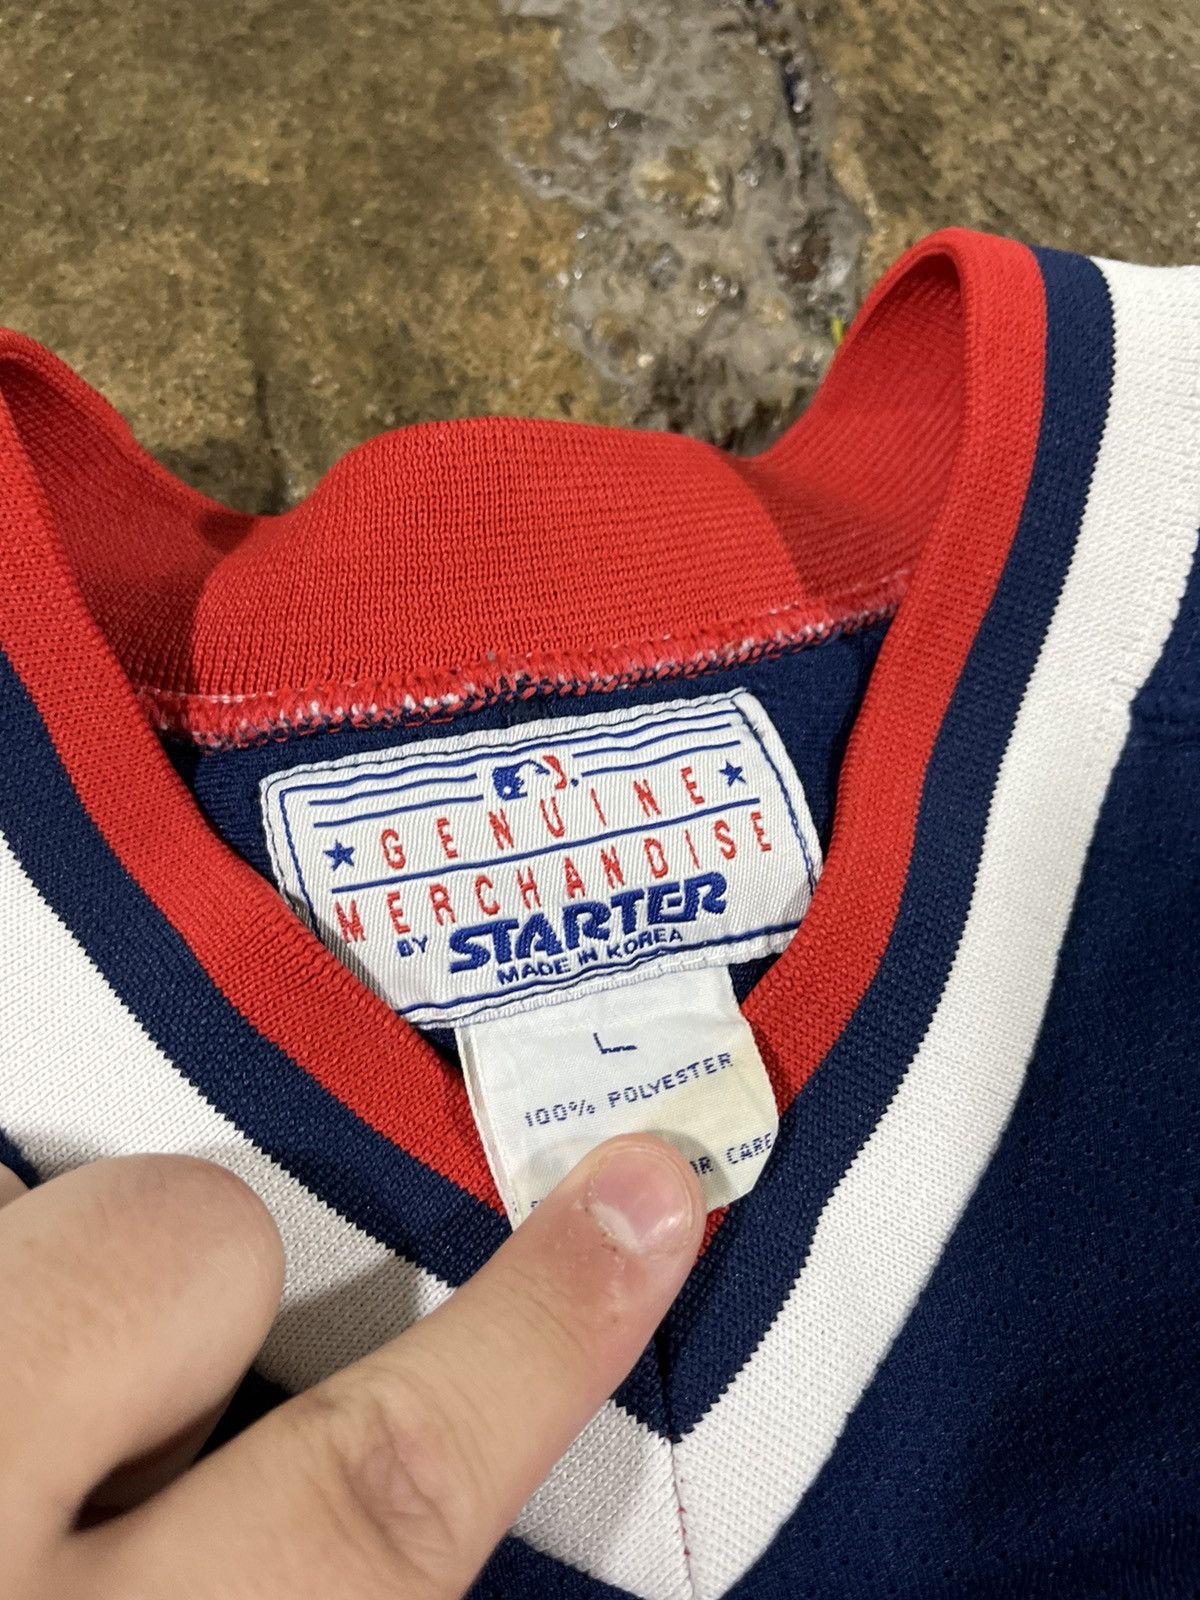 GENUINE
MERCHANDISE
BY STARTER
MADE IN KOREA
L
100% POLYESTER
CARE